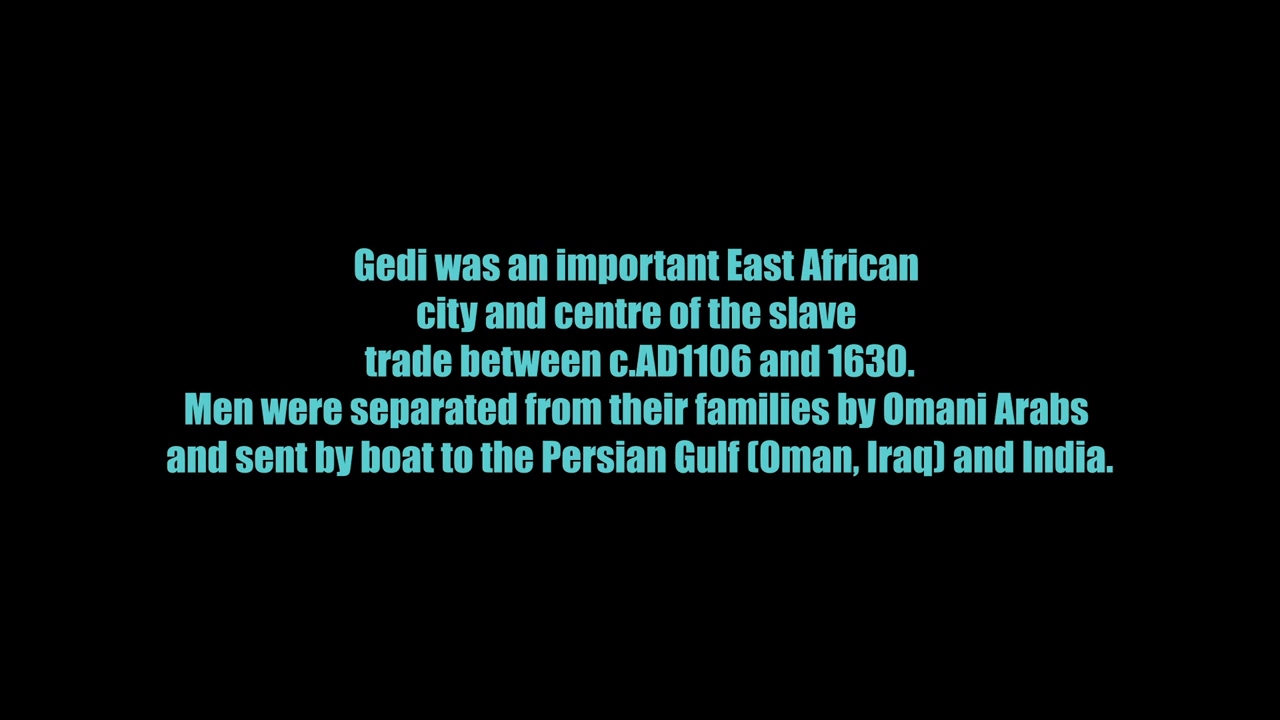 Gedi was an important East African
city and centre of the slave
trade between c.AD1106 and 1630.
Men were separated from their families by Omani Arabs
and sent by boat to the Persian Gulf (Oman, Iraq) and India.